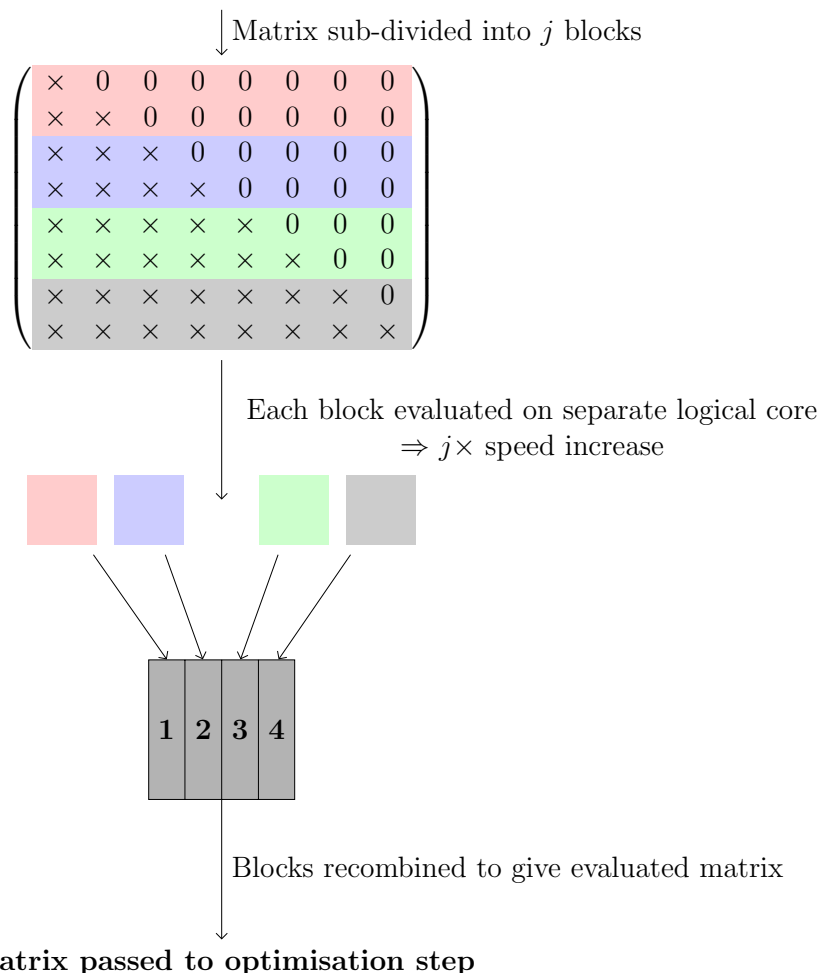 Matrix sub-divided into j blocks
× 0 0 0 0 0 0 0
× × 0 0 0 0 0 0
× × × 0 0 0 0 0
× × × × 0 0 0 0
× × × × × 0 0 0
× × × × × × 0 0
× × × × × × × 0
× × × × × × × ×
Each block evaluated on separate logical core
⇒ j× speed increase
1 2 3 4
Blocks recombined to give evaluated matrix
atrix passed to optimisation step